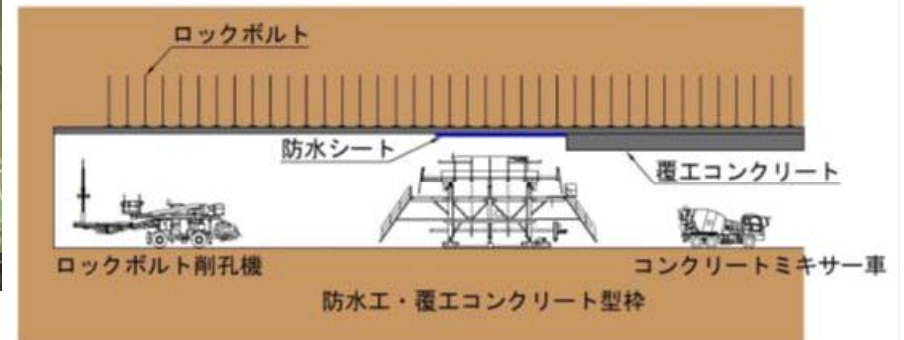 ロックボルト
防水シート
覆工コンクリート
ロックボルト削孔機
コンクリートミキサー車
防水工・覆工コンクリート型枠